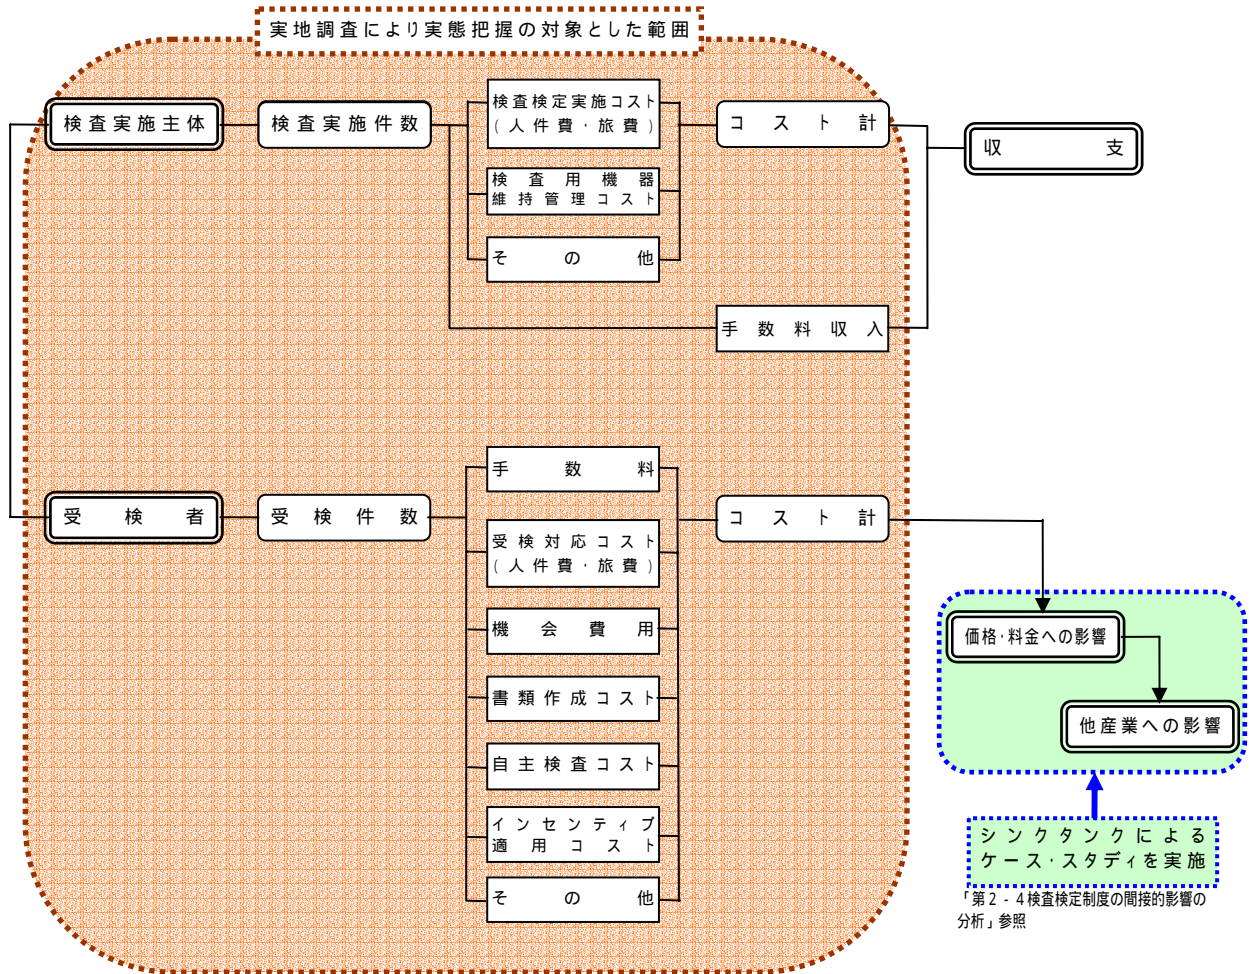 実地調査により実態把握の対象とした範囲
検査実施主体
検査実施件数
検査検定実施コスト
(人件費・旅費)
検査用機器
維持管理コスト
その他
コスト計
手数料収入
収支
受検者
受検件数
手数料
受検対応コスト
(人件費・旅費)
機会費用
書類作成コスト
自主検査コスト
インセンティブ
適用コスト
その他
コスト計
価格・料金への影響
他産業への影響
シンクタンクによる
ケース・スタディを実施
「第2-4検査検定制度の間接的影響の
分析」参照